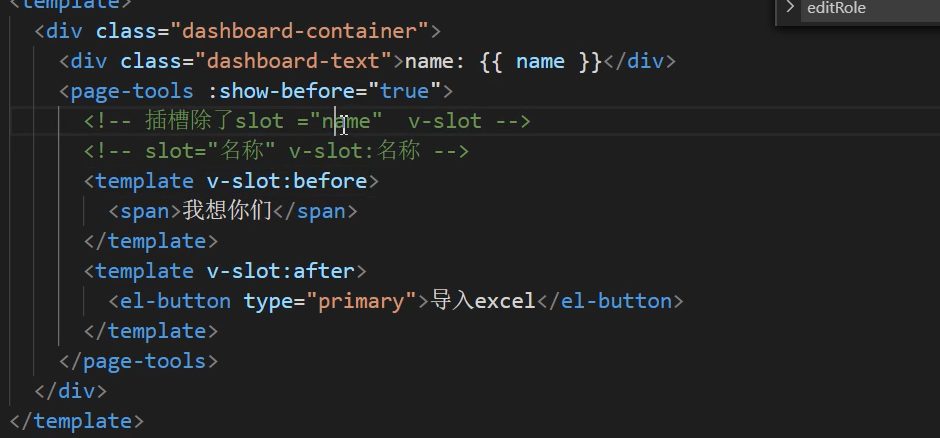 <template>
editRole
<div class="dashboard-container">
<div class="dashboard-text">name: {{ name }}</div>
<page-tools :show-before="true">
<!-- 插槽除了slot ="name"  v-slot -->
<!-- slot="名称" v-slot:名称 -->
<template v-slot:before>
<span>我想你们</span>
</template>
<template v-slot:after>
<el-button type="primary">导入excel</el-button>
</template>
</page-tools>
</div>
</template>